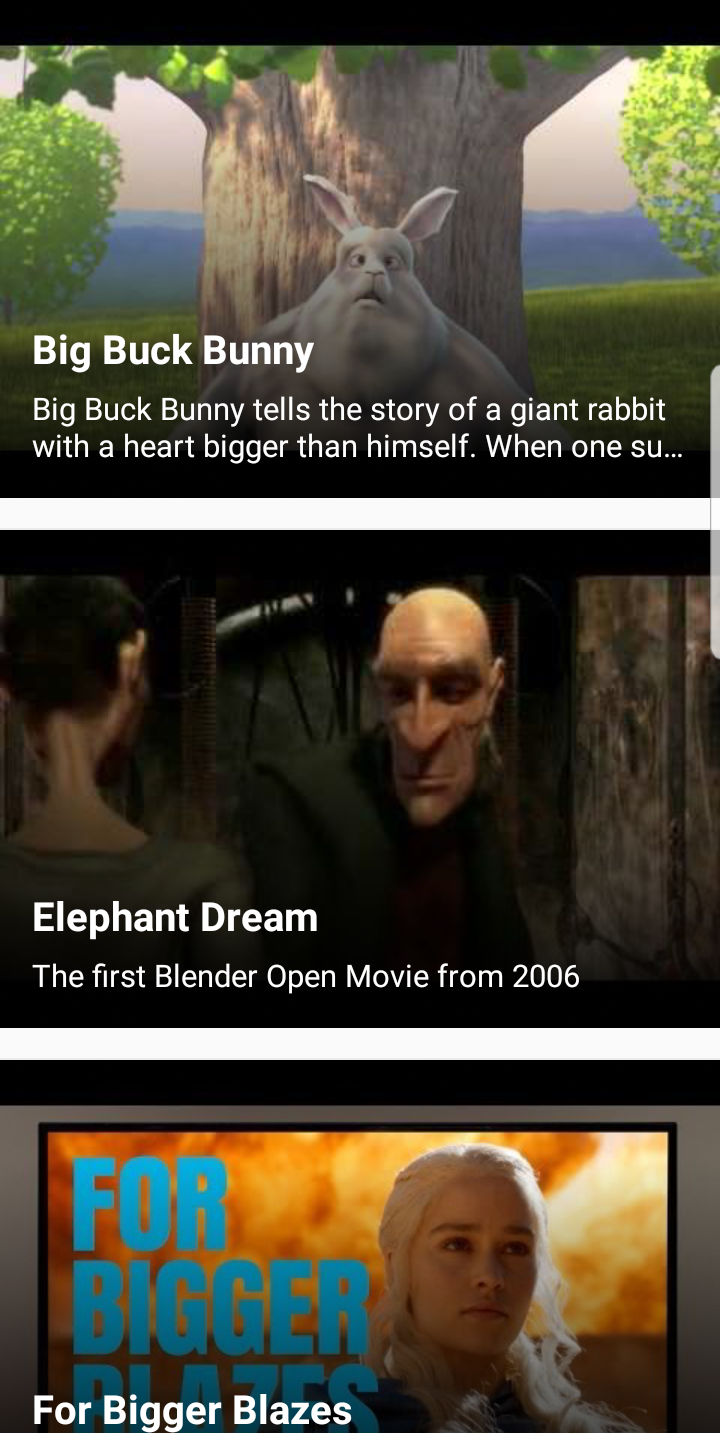 Big Buck Bunny
Big Buck Bunny tells the story of a giant rabbit
with a heart bigger than himself. When one su...
Elephant Dream
The first Blender Open Movie from 2006
FOR
BIGGER
BLAZES
For Bigger Blazes